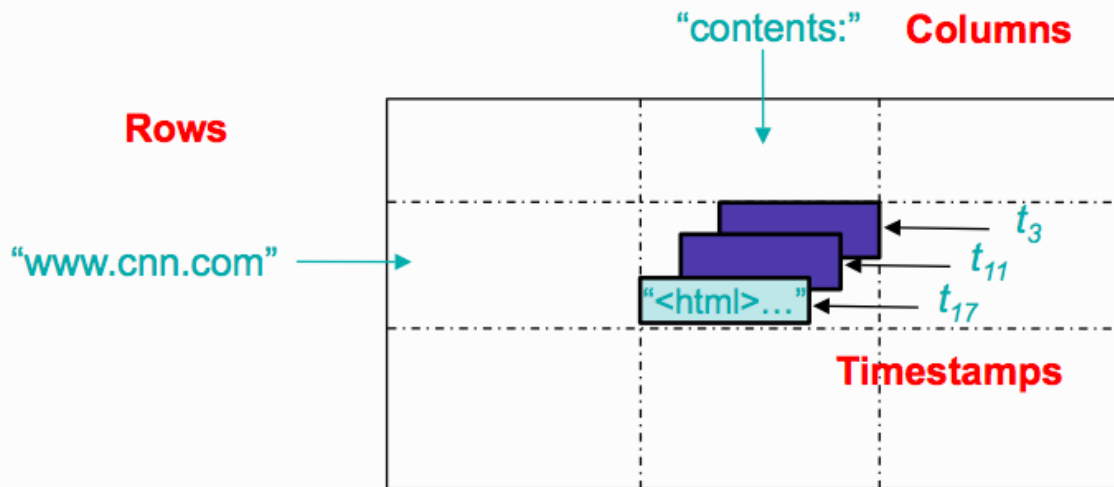 “contents:”
Columns
Rows
“www.cnn.com”
t3
t11
“<html>…”
t17
Timestamps